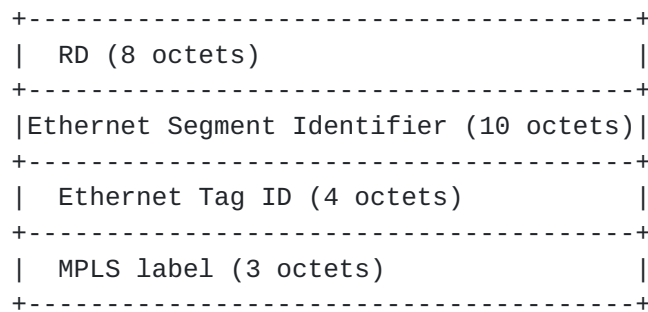 +---------------------------------------+
|  RD (8 octets)                        |
+---------------------------------------+
|Ethernet Segment Identifier (10 octets)|
+---------------------------------------+
|  Ethernet Tag ID (4 octets)           |
+---------------------------------------+
|  MPLS label (3 octets)                |
+---------------------------------------+